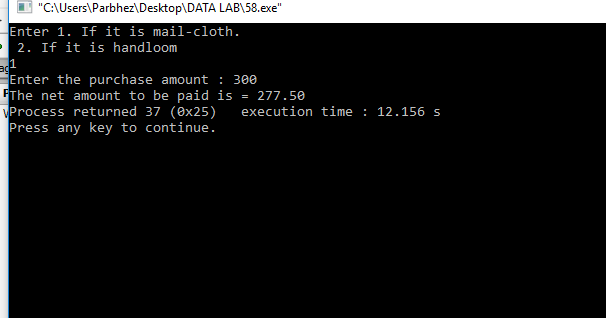 "C:\Users\Parbhez\Desktop\DATA LAB\58.exe"
Enter 1. If it is mail-cloth.
 2. If it is handloom
1
Enter the purchase amount : 300
The net amount to be paid is = 277.50
Process returned 37 (0x25)   execution time : 12.156 s
Press any key to continue.